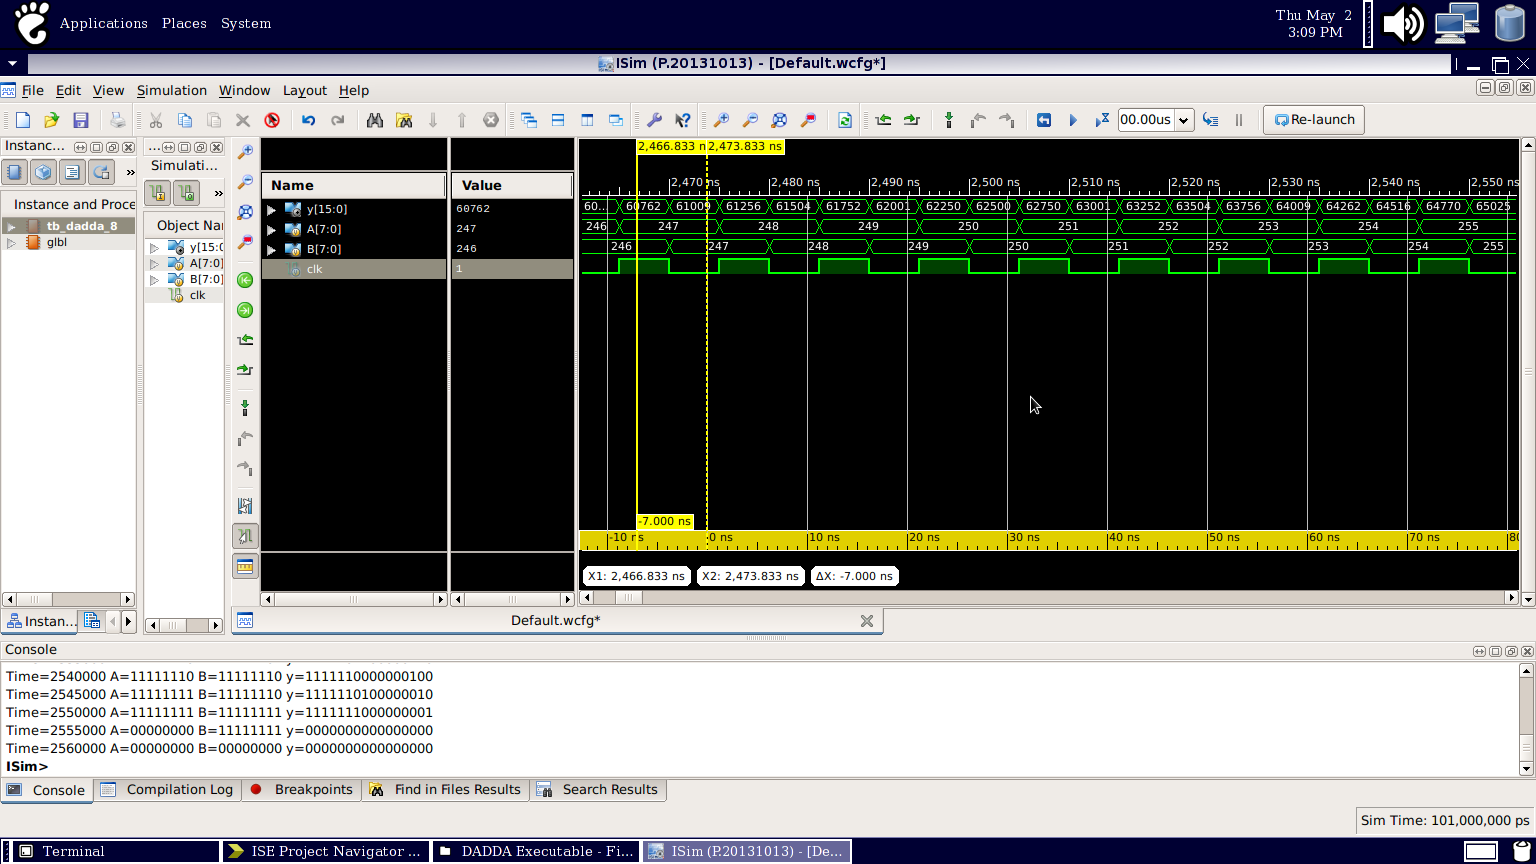 Applications Places System
Thu May 2
3:09 PM
ISim (P.20131013) - [Default.wcfg*]
File Edit View Simulation Window Layout Help
00.00us
Re-launch
Instanc...
Instance and Proce
tb_dadda_8
glbl
Instan...
...
Simulati...
Object Nar
y[15:0
A[7:0]
B[7:0]
clk
Name Value
y[15:0] 60762
A[7:0] 247
B[7:0] 246
clk 1
2,466.833 n 2,473.833 ns
2,470 ns 2,480 ns 2,490 ns 2,500 ns 2,510 ns 2,520 ns 2,530 ns 2,540 ns 2,550 ns
60... 60762 61009 61256 61504 61752 62001 62250 62500 62750 63001 63252 63504 63756 64009 64262 64516 64770 65025
246 247 248 249 250 251 252 253 254 255
246 247 248 249 250 251 252 253 254 255
-7.000 ns
-10 ns 0 ns 10 ns 20 ns 30 ns 40 ns 50 ns 60 ns 70 ns 80
X1: 2,466.833 ns X2: 2,473.833 ns ΔX: -7.000 ns
Default.wcfg*
Console
Time=2540000 A=11111110 B=11111110 y=1111110000000100
Time=2545000 A=11111111 B=11111110 y=1111110100000010
Time=2550000 A=11111111 B=11111111 y=1111111000000001
Time=2555000 A=00000000 B=11111111 y=0000000000000000
Time=2560000 A=00000000 B=00000000 y=0000000000000000
ISim>
Console Compilation Log Breakpoints Find in Files Results Search Results
Sim Time: 101,000,000 ps
Terminal ISE Project Navigator ... DADDA Executable - Fi... ISim (P.20131013) - [De...